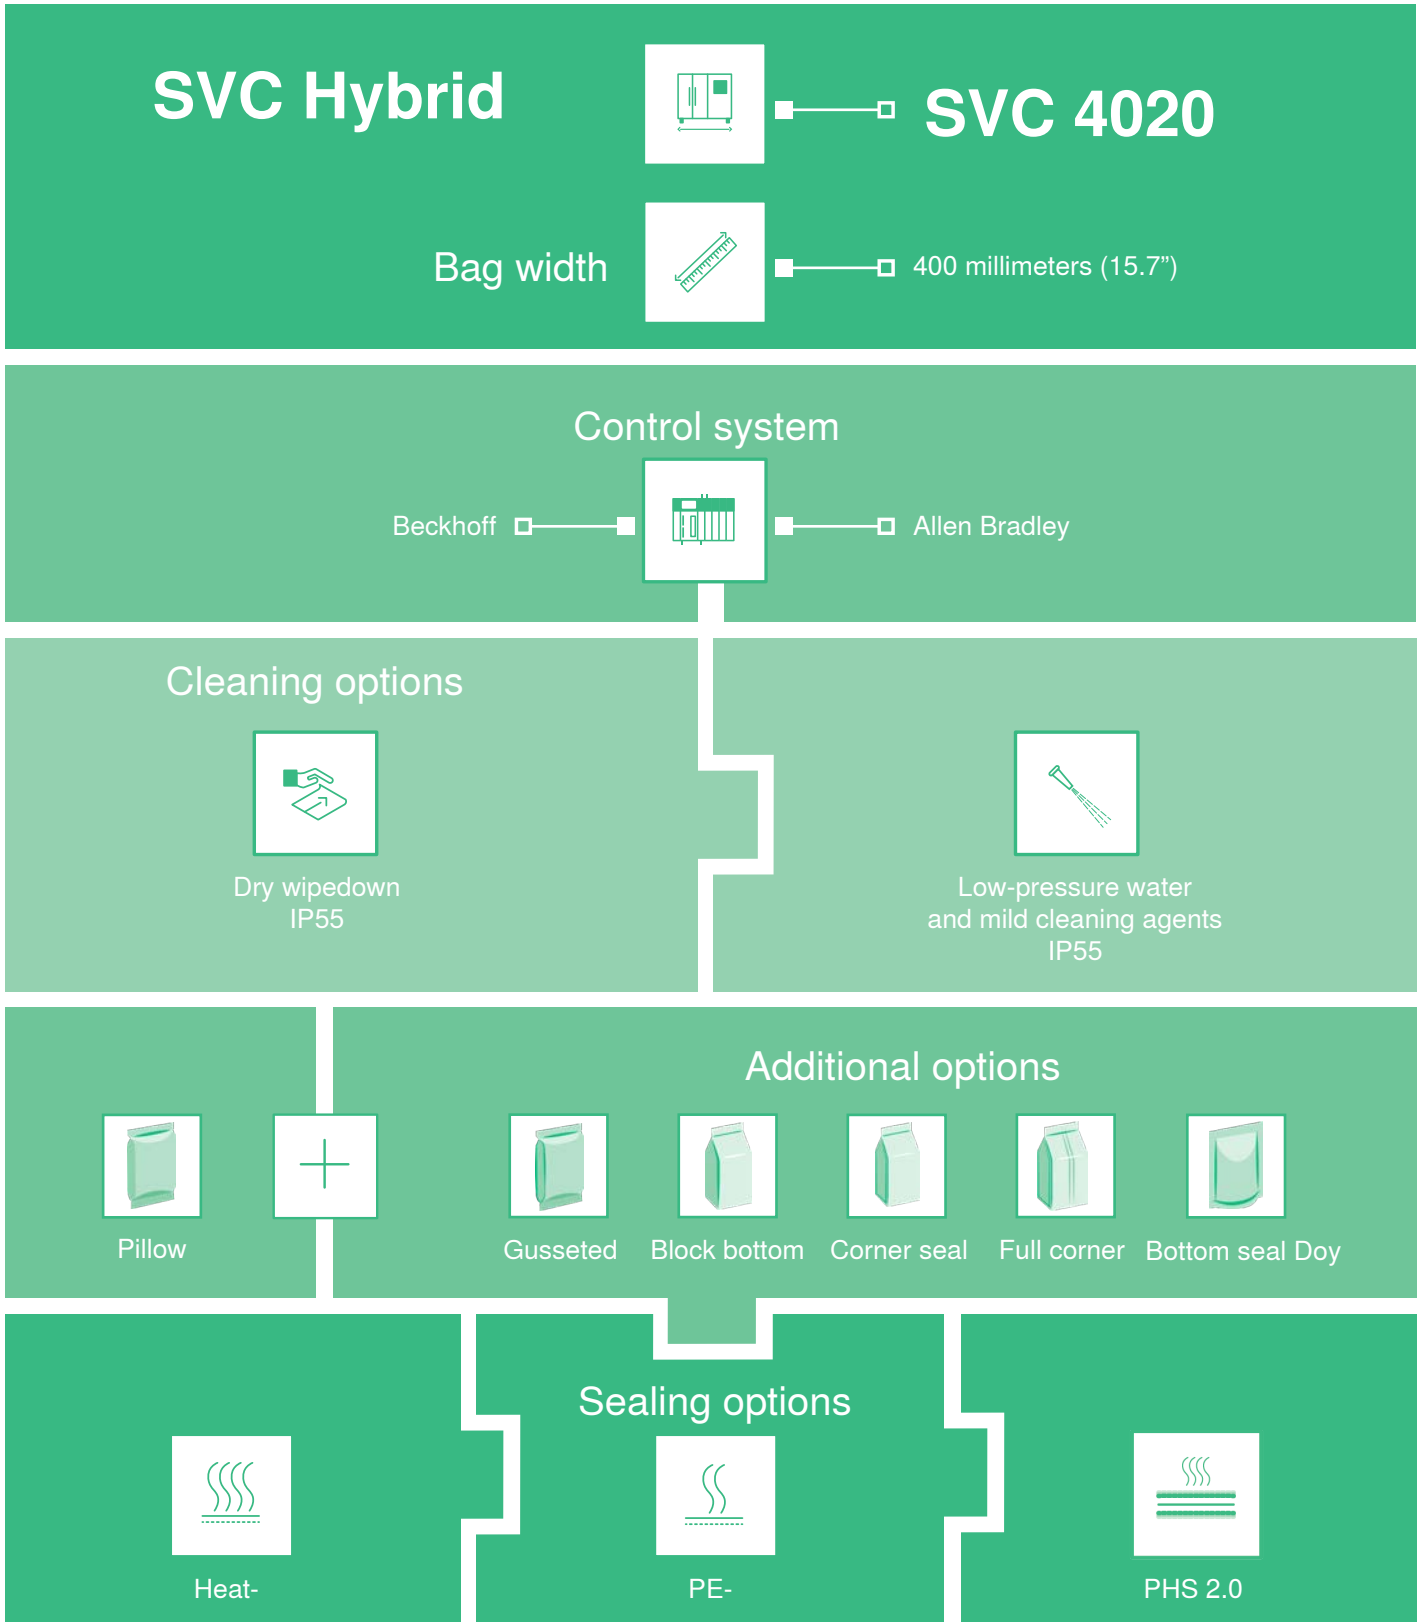 SVC Hybrid
SVC 4020
Bag width
400 millimeters (15.7”)
Control system
Beckhoff
Allen Bradley
Cleaning options
Dry wipedown
IP55
Low-pressure water
and mild cleaning agents
IP55
Additional options
Pillow
Gusseted
Block bottom
Corner seal
Full corner
Bottom seal Doy
Sealing options
Heat-
PE-
PHS 2.0